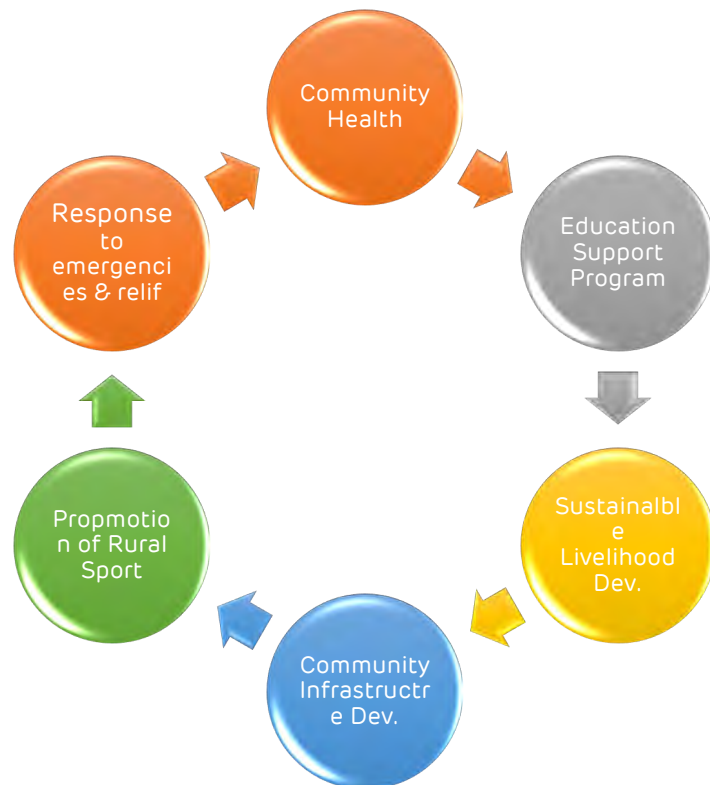 Community
Health
Education
Support
Program
Sustainalbl
e
Livelihood
Dev.
Community
Infrastructr
e Dev.
Propmotio
n of Rural
Sport
Response
to
emergenci
es & relif